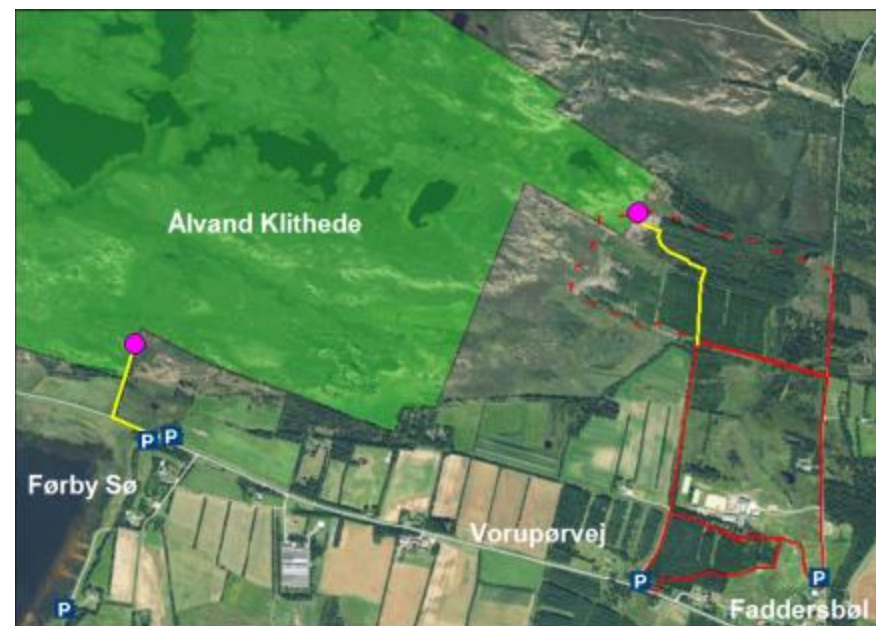 Ålvand Klithede
P P
Førby Sø
Vorupørvej
P
P
P
Faddersbøl